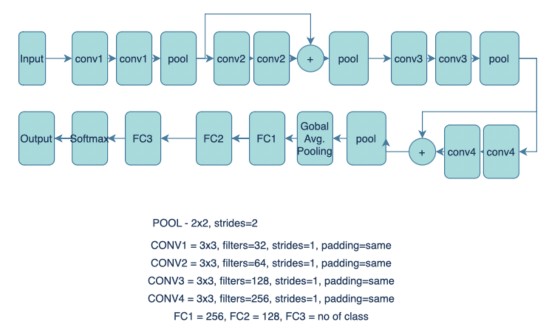 Input conv1 conv1 pool conv2 conv2 + pool conv3 conv3 pool
Output Softmax FC3 FC2 FC1 Gobal Avg. Pooling pool + conv4 conv4
POOL - 2x2, strides=2
CONV1 = 3x3, filters=32, strides=1, padding=same
CONV2 = 3x3, filters=64, strides=1, padding=same
CONV3 = 3x3, filters=128, strides=1, padding=same
CONV4 = 3x3, filters=256, strides=1, padding=same
FC1 = 256, FC2 = 128, FC3 = no of class